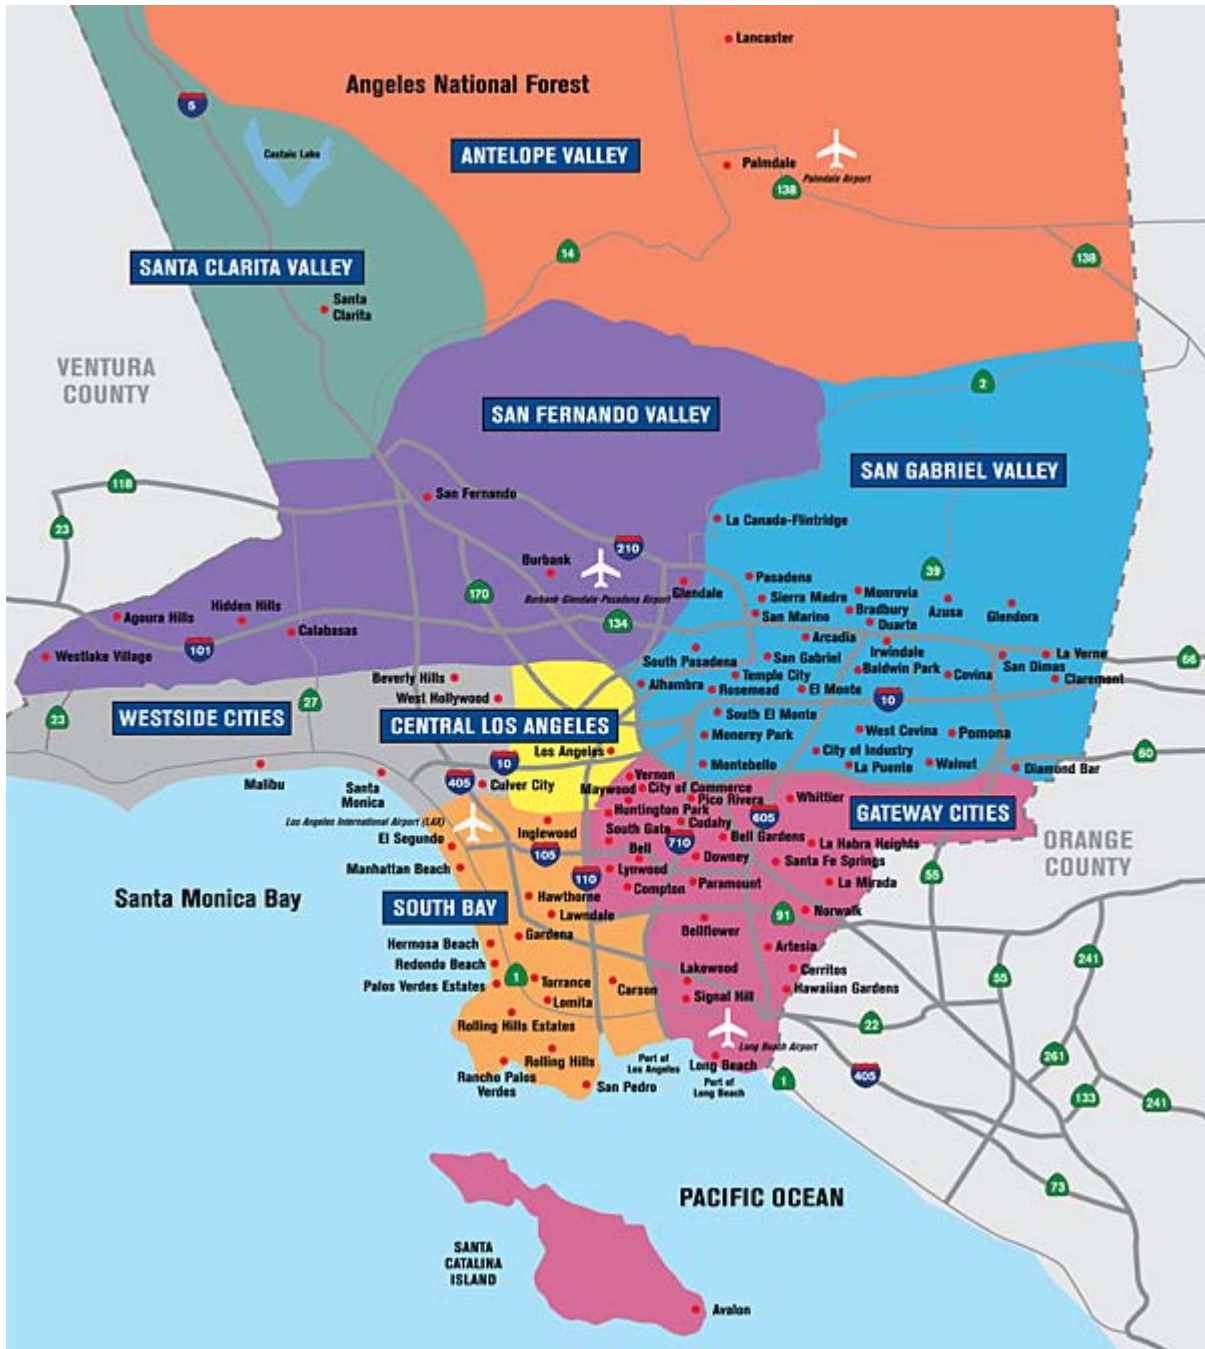 Lancaster
Angeles National Forest
5
ANTELOPE VALLEY
Castaic Lake
Palmdale
Palmdale Airport
138
14
138
SANTA CLARITA VALLEY
Santa
Clarita
VENTURA
COUNTY
2
SAN FERNANDO VALLEY
SAN GABRIEL VALLEY
118
San Fernando
23
La Canada-Flintridge
210
Burbank
39
Burbank-Glendale-Pasadena Airport
Glendale
Pasadena
170
Sierra Madre
Monrovia
Azusa
Glendora
Hidden Hills
Agoura Hills
134
San Marino
Bradbury
Duarte
Calabasas
Arcadia
101
Irwindale
Westlake Village
South Pasadena
San Gabriel
Baldwin Park
La Verne
66
San Dimas
Beverly Hills
Alhambra
Temple City
Covina
Claremont
West Hollywood
Rosemead
El Monte
10
27
23
WESTSIDE CITIES
CENTRAL LOS ANGELES
South El Monte
Monerey Park
West Covina
Pomona
Los Angeles
City of Industry
60
10
Montebello
La Puente
Walnut
Diamond Bar
Malibu
Santa
Monica
405
Culver City
Vernon
Maywood
City of Commerce
Pico Rivera
Whittier
GATEWAY CITIES
Los Angeles International Airport (LAX)
Huntington Park
605
El Segundo
Inglewood
South Gate
Cudahy
Bell Gardens
La Habra Heights
ORANGE
COUNTY
105
Bell
710
Downey
Santa Fe Springs
Manhattan Beach
110
Lynwood
55
Compton
Paramount
La Mirada
Santa Monica Bay
Hawthorne
SOUTH BAY
Lawndale
91
Norwalk
Gardena
Bellflower
Hermosa Beach
Artesia
241
Redondo Beach
1
Lakewood
Cerritos
55
Palos Verdes Estates
Torrance
Carson
Signal Hill
Hawaiian Gardens
Lomita
Rolling Hills Estates
22
Long Beach Airport
Rolling Hills
Port of
Los Angeles
Long Beach
261
Rancho Palos
Verdes
San Pedro
Port of
Long Beach
1
405
133
241
73
PACIFIC OCEAN
SANTA
CATALINA
ISLAND
Avalon